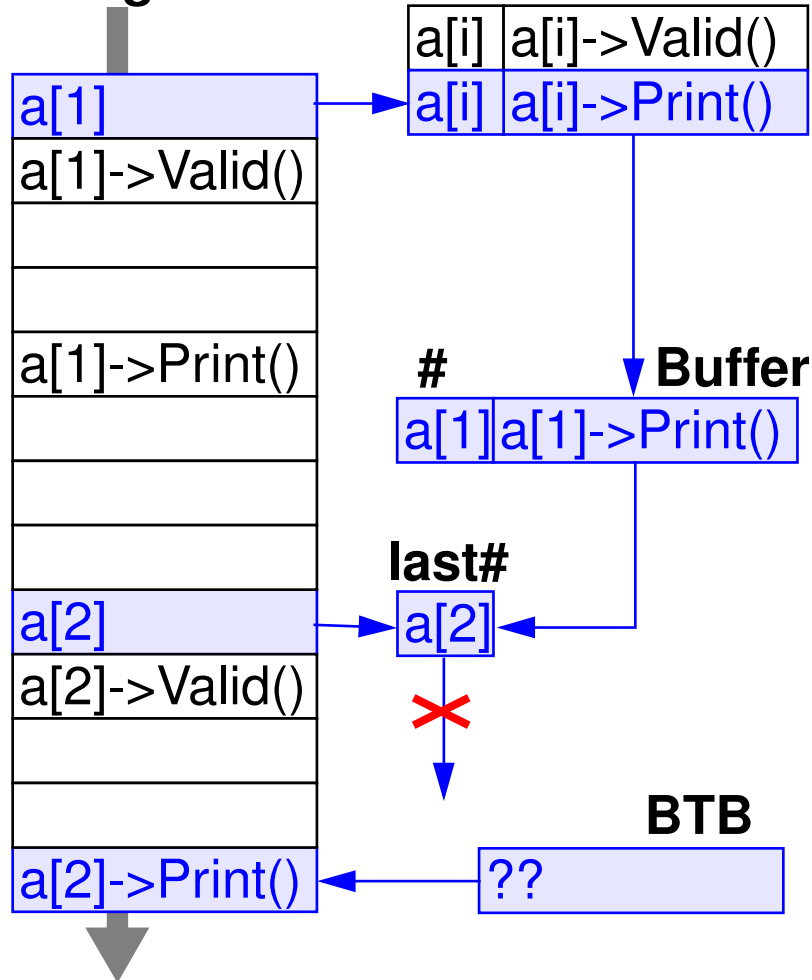 a[i] a[i]->Valid()
a[i] a[i]->Print()
a[1]
a[1]->Valid()
a[1]->Print()
# Buffer
a[1] a[1]->Print()
last#
a[2]
a[2]
a[2]->Valid()
BTB
a[2]->Print()
??